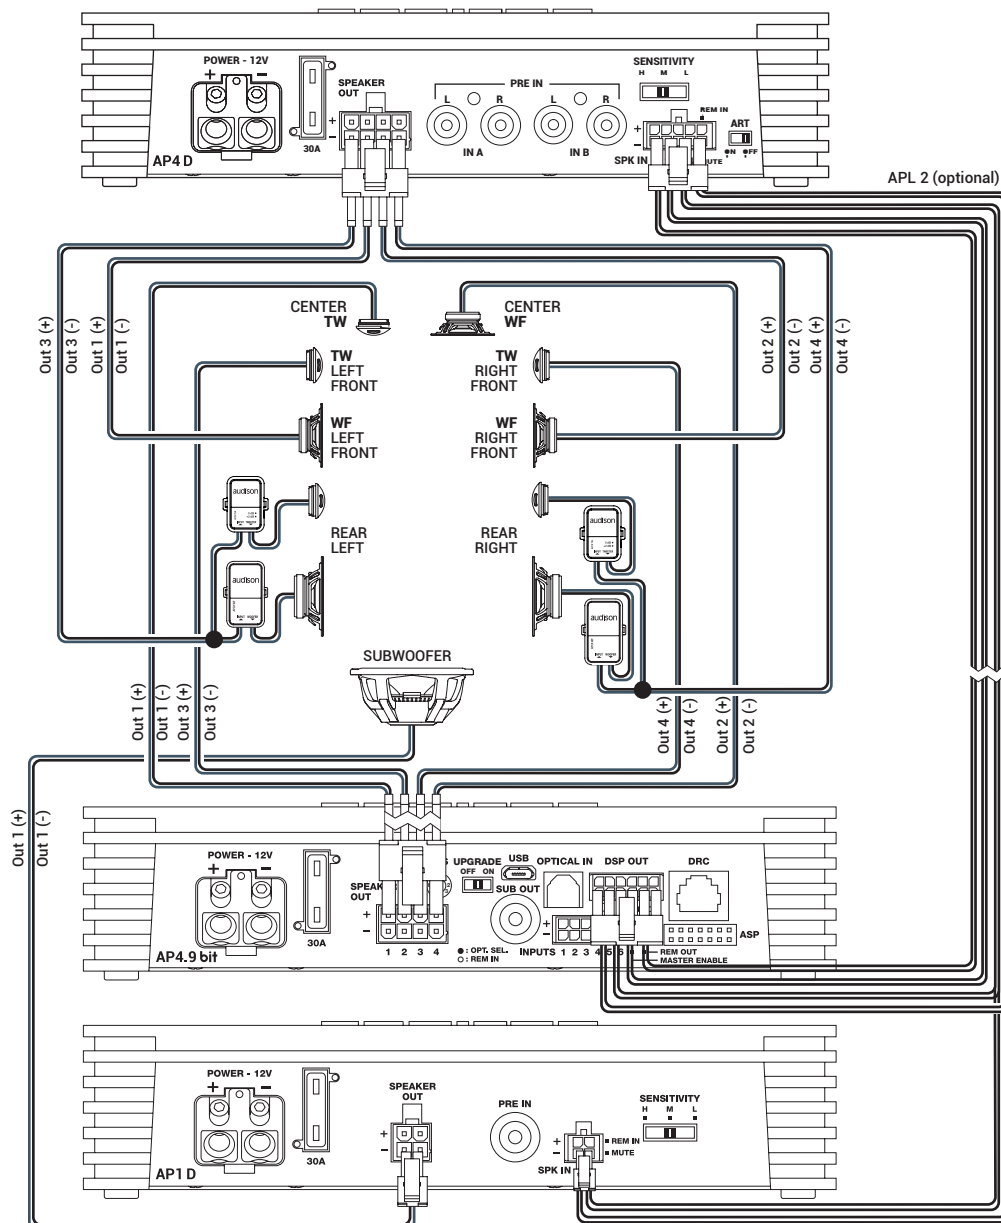 POWER - 12V
+ −
30A
SPEAKER
OUT
+
−
PRE IN
L R L R
IN A IN B
SENSITIVITY
H M L
REM IN
+
−
SPK IN
ART
ON OFF
AP4 D
APL 2 (optional)
Out 3 (+)
Out 3 (-)
Out 1 (+)
Out 1 (-)
CENTER
TW
CENTER
WF
Out 2 (+)
Out 2 (-)
Out 4 (+)
Out 4 (-)
TW
LEFT
FRONT
TW
RIGHT
FRONT
WF
LEFT
FRONT
WF
RIGHT
FRONT
audison
audison
REAR
LEFT
REAR
RIGHT
audison
audison
SUBWOOFER
Out 1 (+)
Out 1 (-)
Out 3 (+)
Out 3 (-)
Out 4 (+)
Out 4 (-)
Out 2 (+)
Out 2 (-)
Out 1 (+)
Out 1 (-)
POWER - 12V
+ −
30A
OUT
+
−
1 2 3 4
UPGRADE
OFF ON
USB
SUB OUT
OPTICAL IN
DSP OUT
DRC
+
−
ASP
● : OPT. SEL.
○ : REM IN
INPUTS 1 2 3 4 5 6
REM OUT
MASTER ENABLE
AP4.9 bit
POWER - 12V
+ −
30A
SPEAKER
OUT
+
−
PRE IN
SENSITIVITY
H M L
+
−
REM IN
MUTE
SPK IN
AP1 D